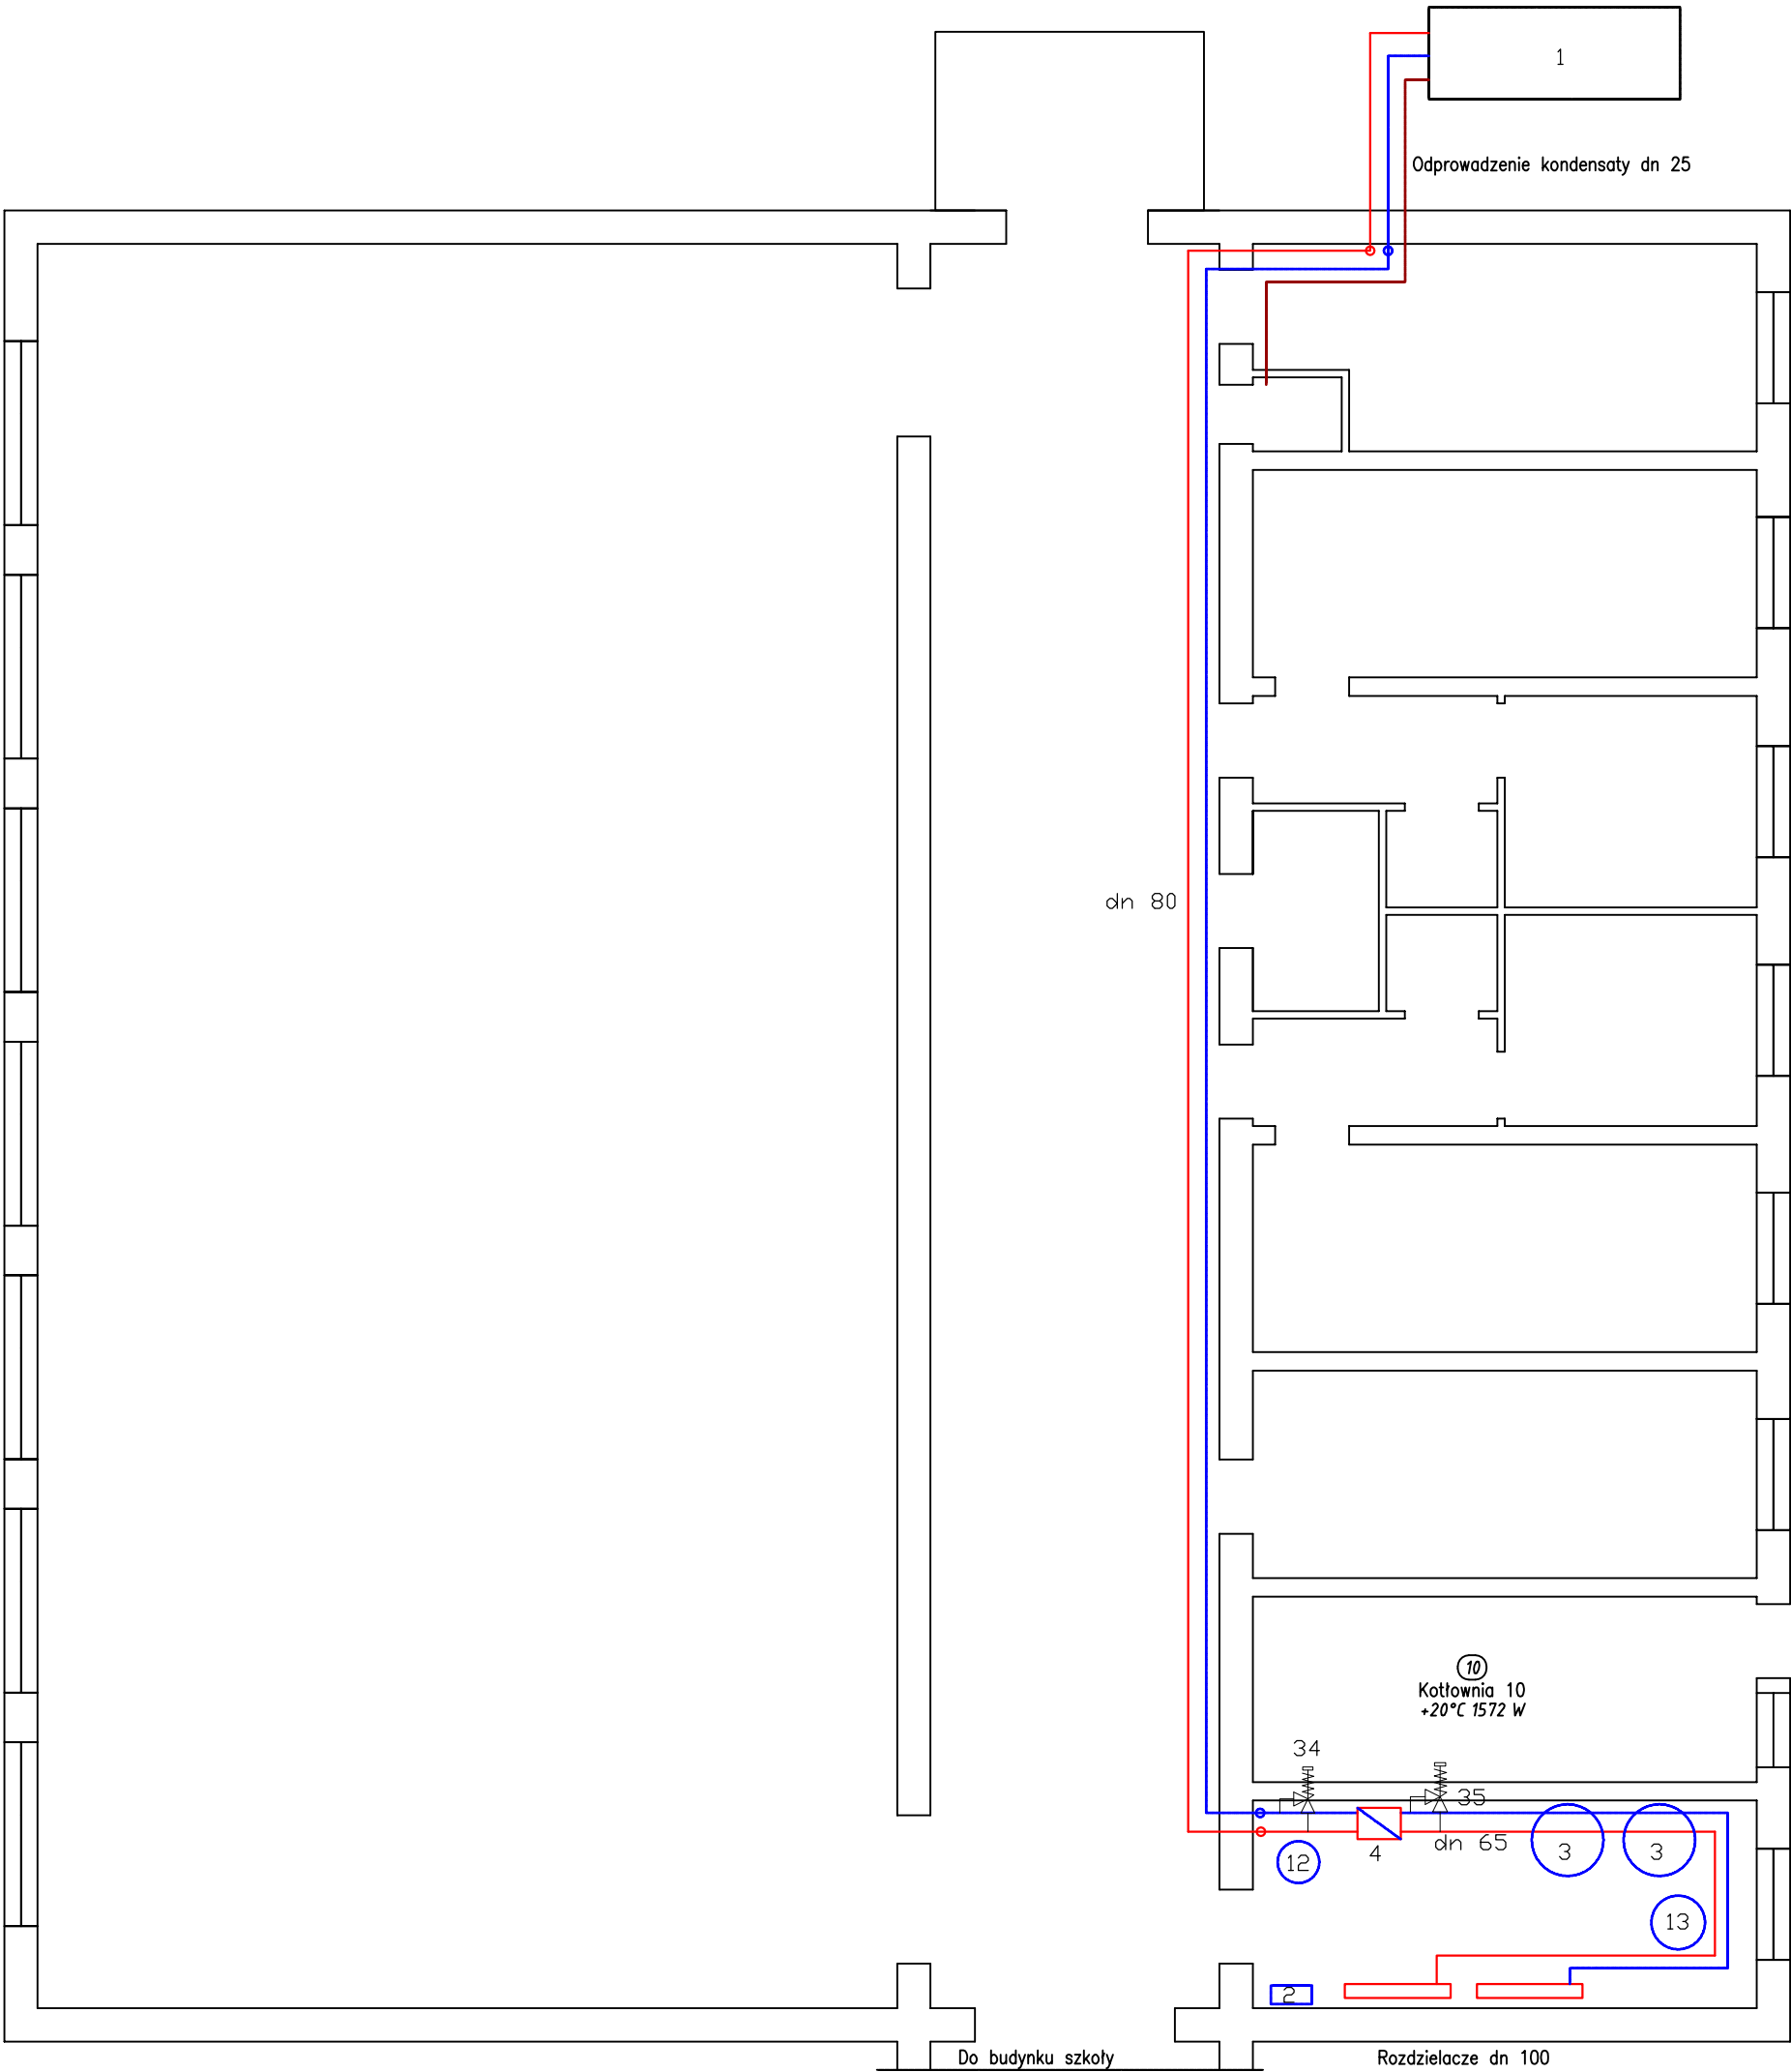 1
Odprowadzenie kondensaty dn 25
dn 80
10
Kotłownia 10
+20°C 1572 W
34
35
dn 65
4
3
3
12
13
2
Do budynku szkoły
Rozdzielacze dn 100